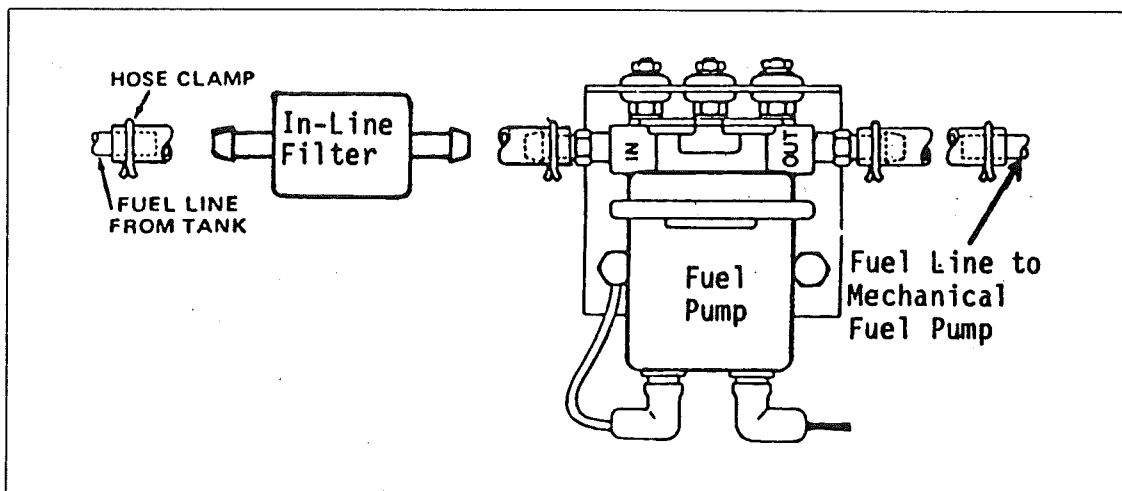 HOSE CLAMP
In-Line
Filter
FUEL LINE
FROM TANK
IN
OUT
Fuel
Pump
Fuel Line to
Mechanical
Fuel Pump